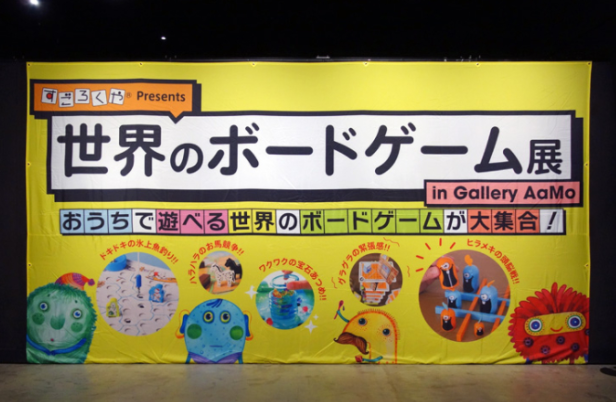 すごろくや® Presents
世界のボードゲーム展
in Gallery AaMo
おうちで遊べる世界のボードゲームが大集合!
ドキドキの氷上魚釣り!!
ハラハラのお馬競争!!
ワクワクの宝石あつめ!!
グラグラの緊張感!!
ヒラメキの頭脳戦!!